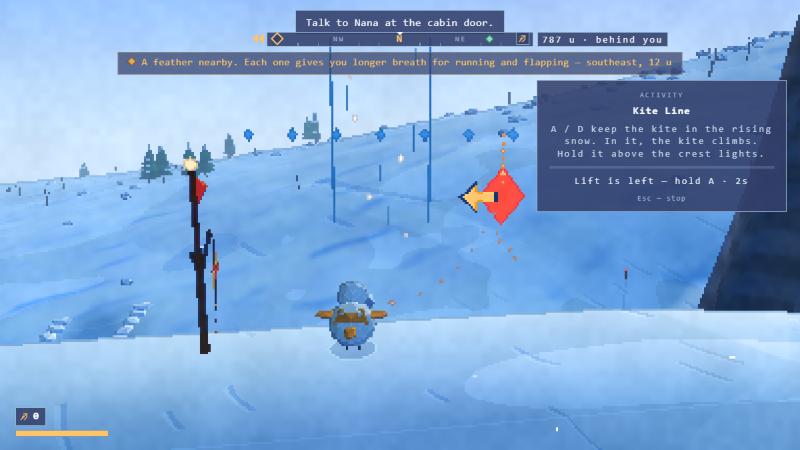 Talk to Nana at the cabin door.
NW N NE
787 u · behind you
A feather nearby. Each one gives you longer breath for running and flapping — southeast, 12 u
ACTIVITY
Kite Line
A / D keep the kite in the rising
snow. In it, the kite climbs.
Hold it above the crest lights.
Lift is left — hold A · 2s
Esc — stop
0